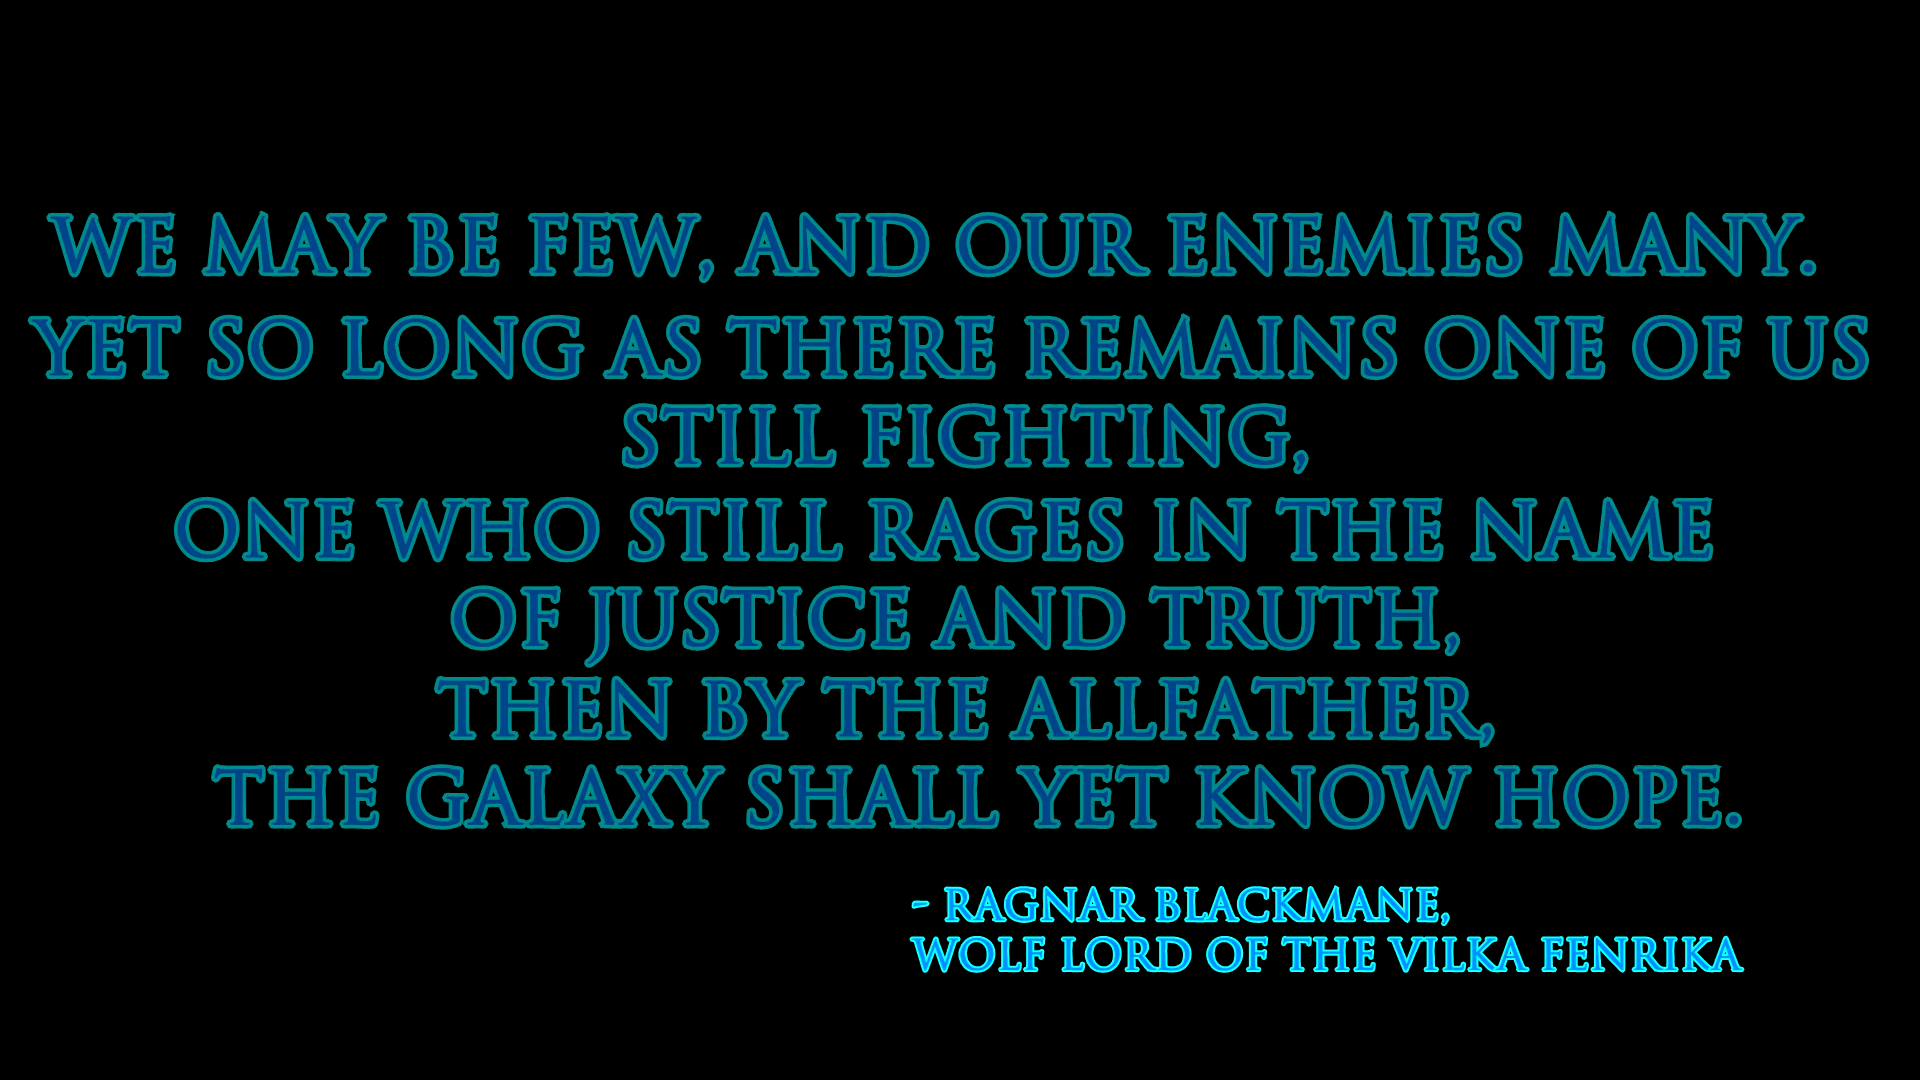 WE MAY BE FEW, AND OUR ENEMIES MANY.
YET SO LONG AS THERE REMAINS ONE OF US
STILL FIGHTING,
ONE WHO STILL RAGES IN THE NAME
OF JUSTICE AND TRUTH,
THEN BY THE ALLFATHER,
THE GALAXY SHALL YET KNOW HOPE.
- RAGNAR BLACKMANE,
WOLF LORD OF THE VILKA FENRIKA